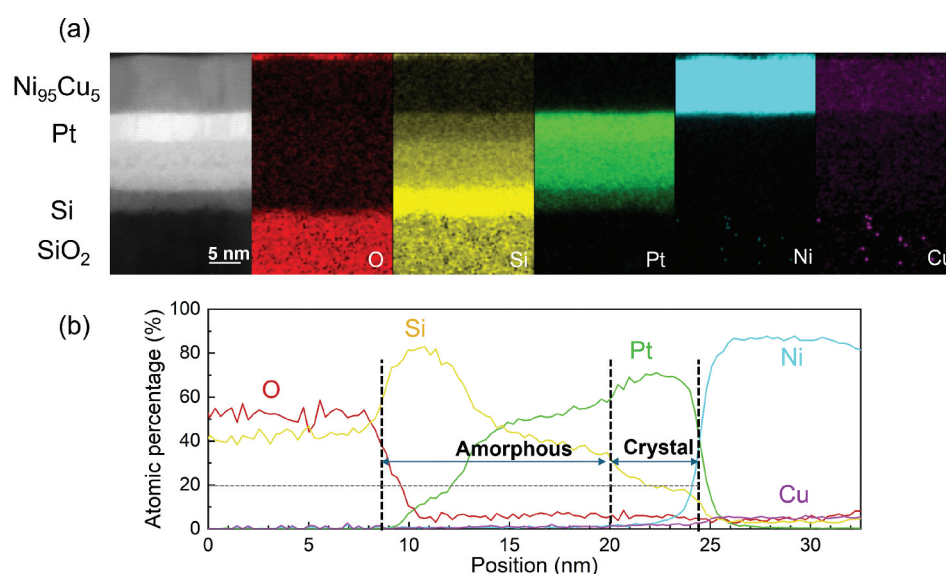 (a)
Ni₉₅Cu₅
Pt
Si
SiO₂
5 nm
O
Si
Pt
Ni
Cu
(b)
Atomic percentage (%)
100
80
60
40
20
0
O
Si
Pt
Ni
Cu
Amorphous
Crystal
0 5 10 15 20 25 30
Position (nm)